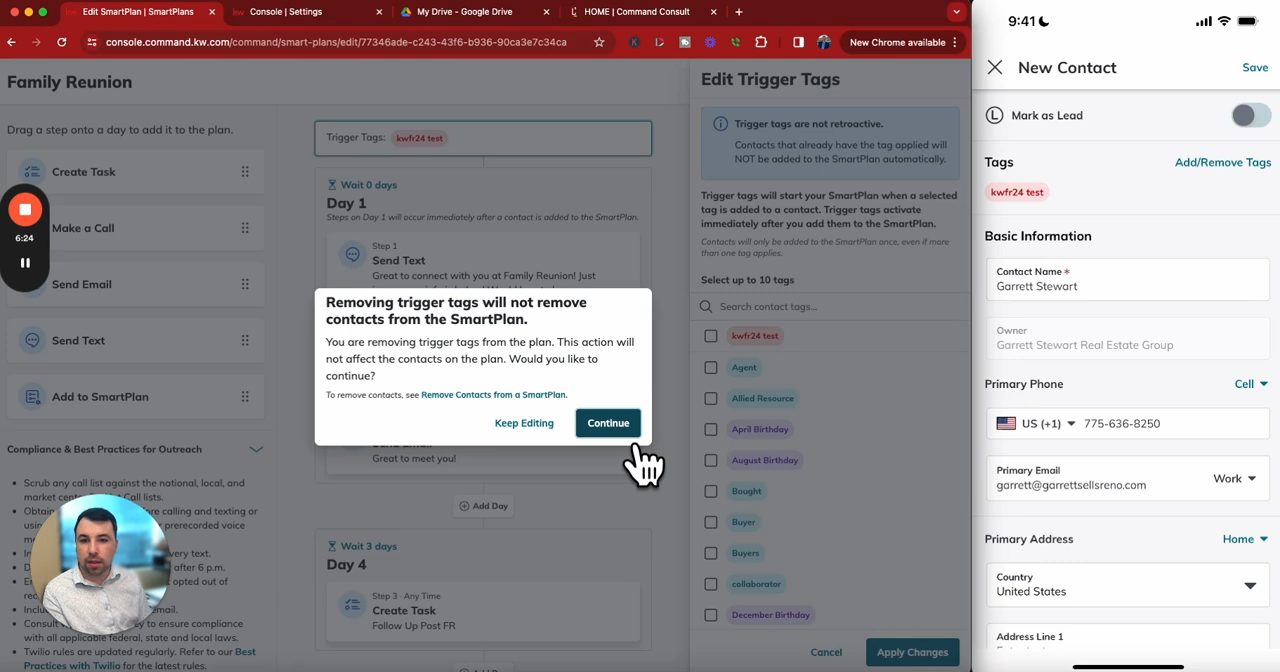 Edit SmartPlan | SmartPlans
Console | Settings
My Drive - Google Drive
HOME | Command Consult
console.command.kw.com/command/smart-plans/edit/77346ade-c243-43f6-b936-90ca3e7c34ca
New Chrome available
Family Reunion
Drag a step onto a day to add it to the plan.
Create Task
Make a Call
Send Email
Send Text
Add to SmartPlan
6:24
Compliance & Best Practices for Outreach
Scrub any call list against the national, local, and
market cen
Call lists.
Obtain
re calling and texting or
prerecorded voice
very text.
after 6 p.m.
opted out of
email.
Consult
y to ensure compliance
with all applicable federal, state and local laws.
Twilio rules are updated regularly. Refer to our Best
Practices with Twilio for the latest rules.
Trigger Tags: kwfr24 test
Wait 0 days
Day 1
Steps on Day 1 will occur immediately after a contact is added to the SmartPlan.
Step 1
Send Text
Great to connect with you at Family Reunion! Just
Removing trigger tags will not remove
contacts from the SmartPlan.
You are removing trigger tags from the plan. This action will
not affect the contacts on the plan. Would you like to
continue?
To remove contacts, see Remove Contacts from a SmartPlan.
Keep Editing
Continue
Great to meet you!
Add Day
Wait 3 days
Day 4
Step 3 · Any Time
Create Task
Follow Up Post FR
Edit Trigger Tags
Trigger tags are not retroactive.
Contacts that already have the tag applied will
NOT be added to the SmartPlan automatically.
Trigger tags will start your SmartPlan when a selected
tag is added to a contact. Trigger tags activate
immediately after you add them to the SmartPlan.
Contacts will only be added to the SmartPlan once, even if more
than one tag applies.
Select up to 10 tags
Search contact tags...
kwfr24 test
Agent
Allied Resource
April Birthday
August Birthday
Bought
Buyer
Buyers
collaborator
December Birthday
Cancel
Apply Changes
9:41
New Contact
Save
L Mark as Lead
Tags
Add/Remove Tags
kwfr24 test
Basic Information
Contact Name *
Garrett Stewart
Owner
Garrett Stewart Real Estate Group
Primary Phone
Cell
US (+1) 775-636-8250
Primary Email
garrett@garrettsellsreno.com
Work
Primary Address
Home
Country
United States
Address Line 1